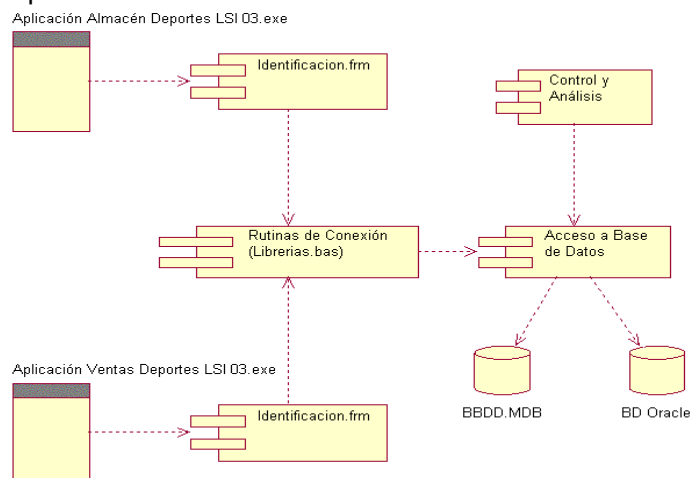 Aplicación Almacén Deportes LSI 03.exe
Identificacion.frm
Control y
Análisis
Rutinas de Conexión
(Librerias.bas)
Acceso a Base
de Datos
BBDD.MDB
BD Oracle
Aplicación Ventas Deportes LSI 03.exe
Identificacion.frm